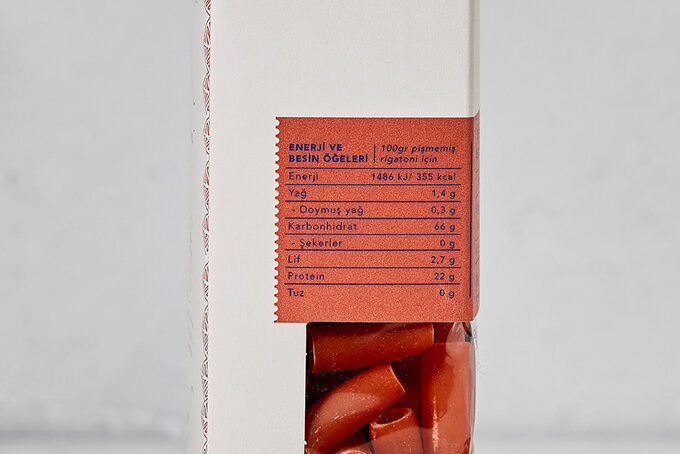 ENERJİ VE
BESİN ÖĞELERİ
100gr pişmemiş
rigatoni için
Enerji 1486 kJ/ 355 kcal
Yağ 1,4 g
- Doymuş yağ 0,3 g
Karbonhidrat 66 g
- Şekerler 0 g
Lif 2,7 g
Protein 22 g
Tuz 0 g